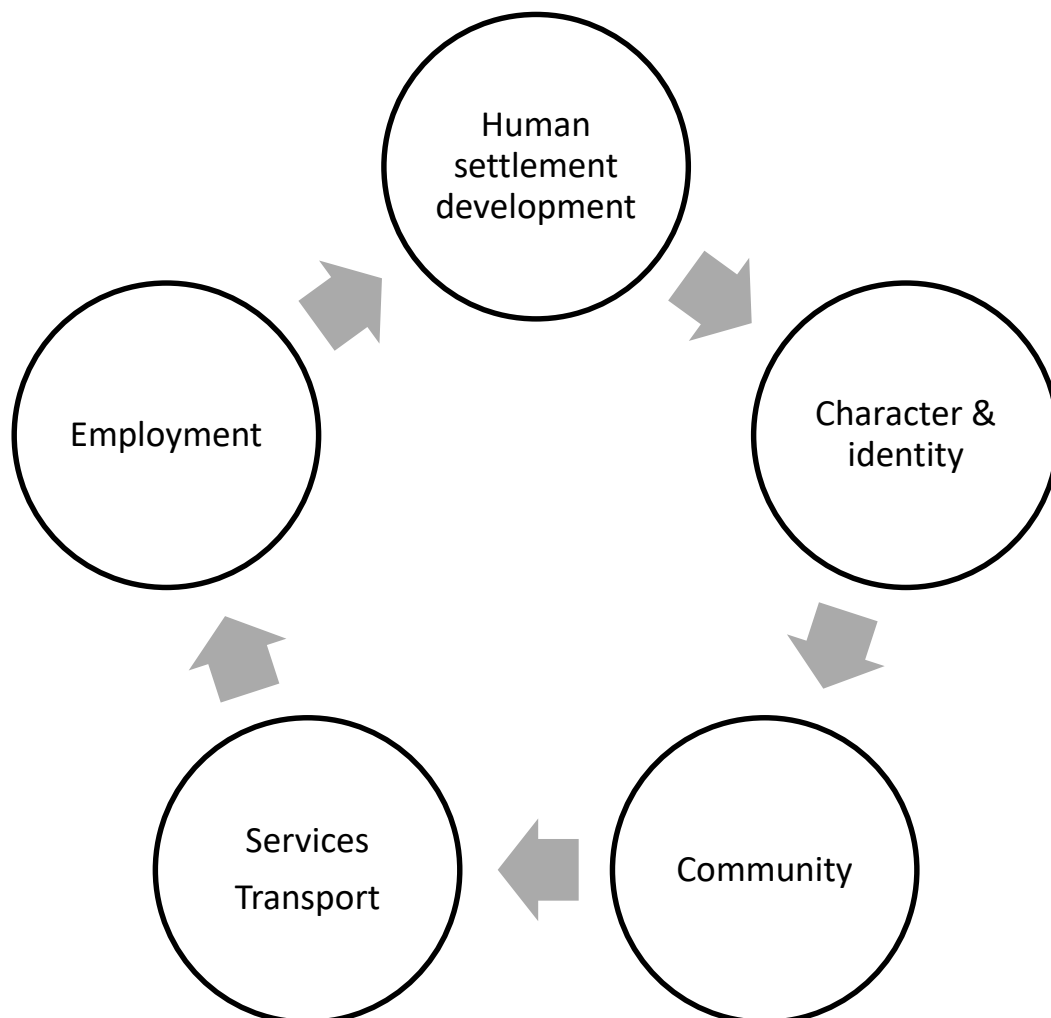 Human
settlement
development
Character &
identity
Community
Services
Transport
Employment